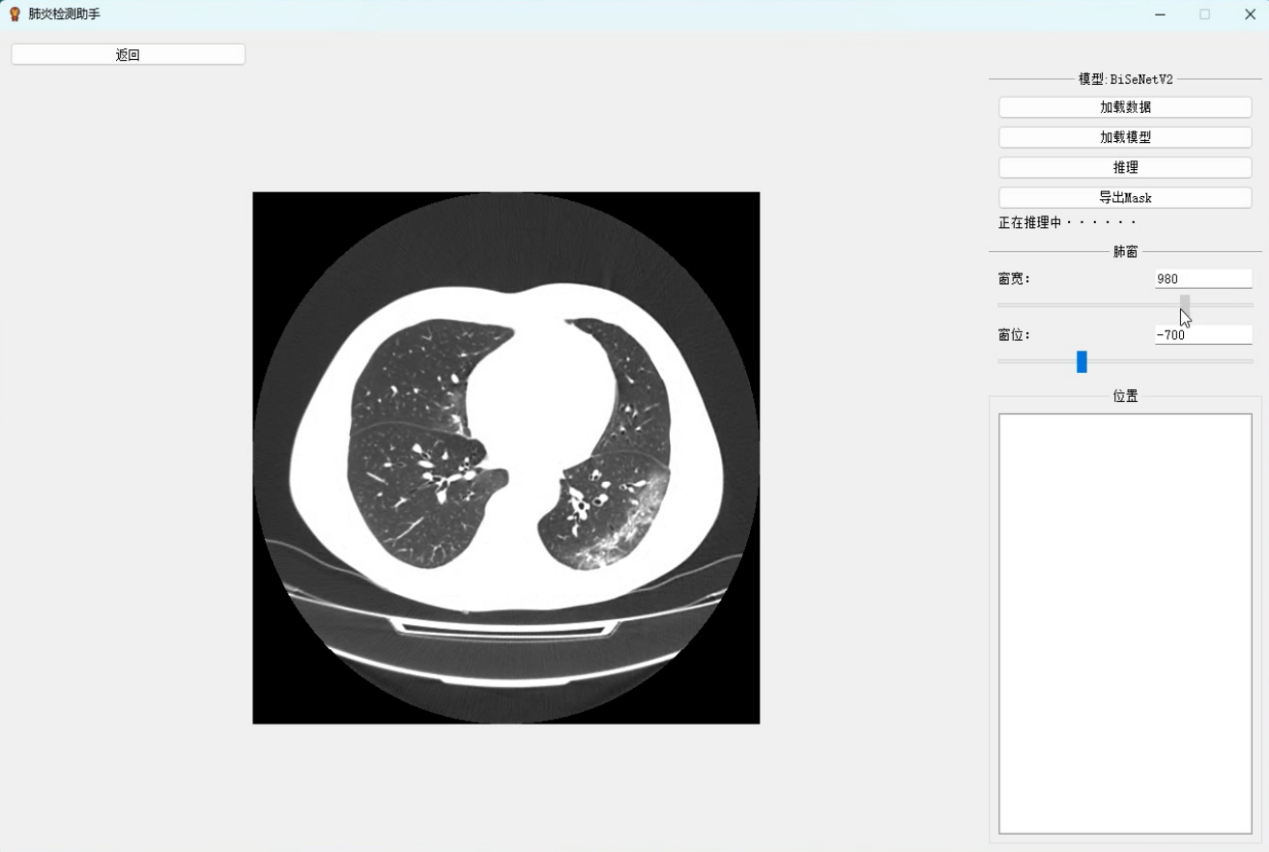 肺炎检测助手
返回
模型:BiSeNetV2
加载数据
加载模型
推理
导出Mask
正在推理中······
肺窗
窗宽: 980
窗位: -700
位置